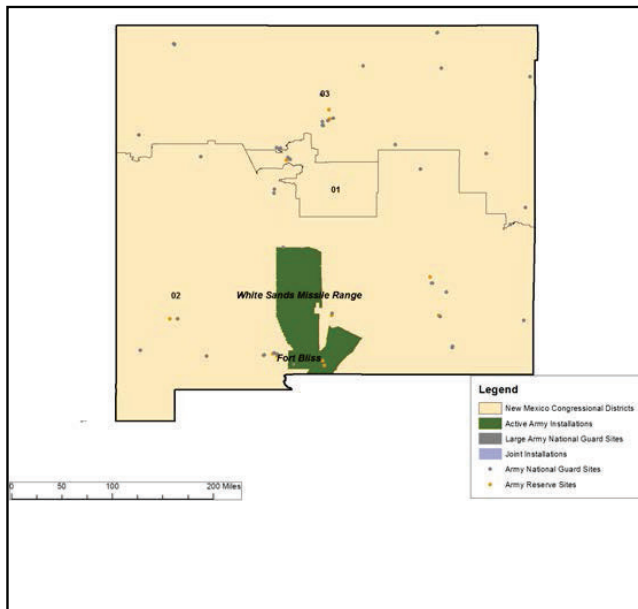 03
01
White Sands Missile Range
02
Fort Bliss
Legend
New Mexico Congressional Districts
Active Army Installations
Large Army National Guard Sites
Joint Installations
Army National Guard Sites
Army Reserve Sites
0 50 100 200 Miles